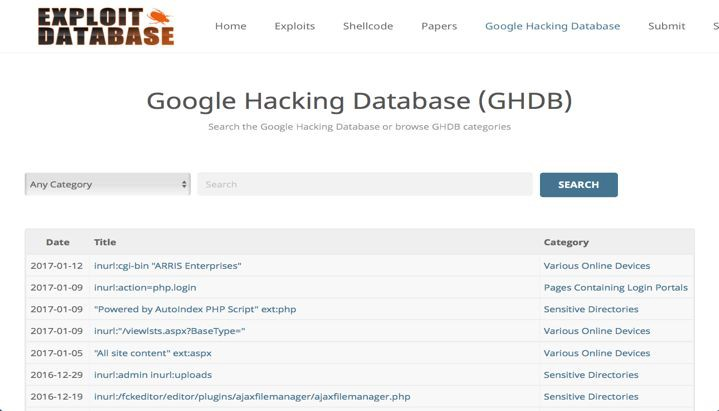 EXPLOIT
DATABASE
Home Exploits Shellcode Papers Google Hacking Database Submit S
Google Hacking Database (GHDB)
Search the Google Hacking Database or browse GHDB categories
Any Category Search SEARCH
Date Title Category
2017-01-12 inurl:cgi-bin "ARRIS Enterprises" Various Online Devices
2017-01-09 inurl:action=php.login Pages Containing Login Portals
2017-01-09 "Powered by AutoIndex PHP Script" ext:php Sensitive Directories
2017-01-09 inurl:"/viewlsts.aspx?BaseType=" Various Online Devices
2017-01-05 "All site content" ext:aspx Various Online Devices
2016-12-29 inurl:admin inurl:uploads Sensitive Directories
2016-12-19 inurl:/fckeditor/editor/plugins/ajaxfilemanager/ajaxfilemanager.php Sensitive Directories